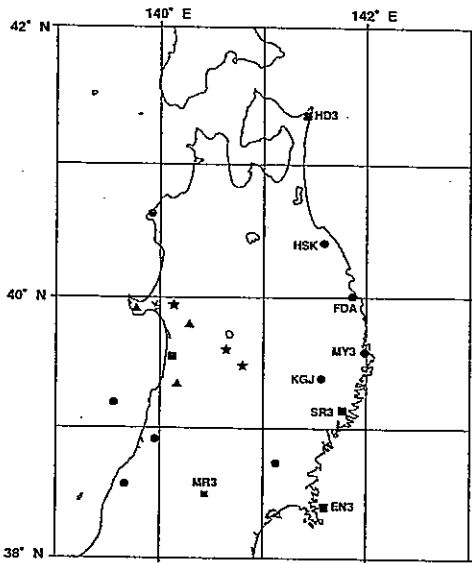 140° E
142° E
42° N
HD3
HSK
40° N
FDA
MY3
KGJ
SR3
MR3
EN3
38° N